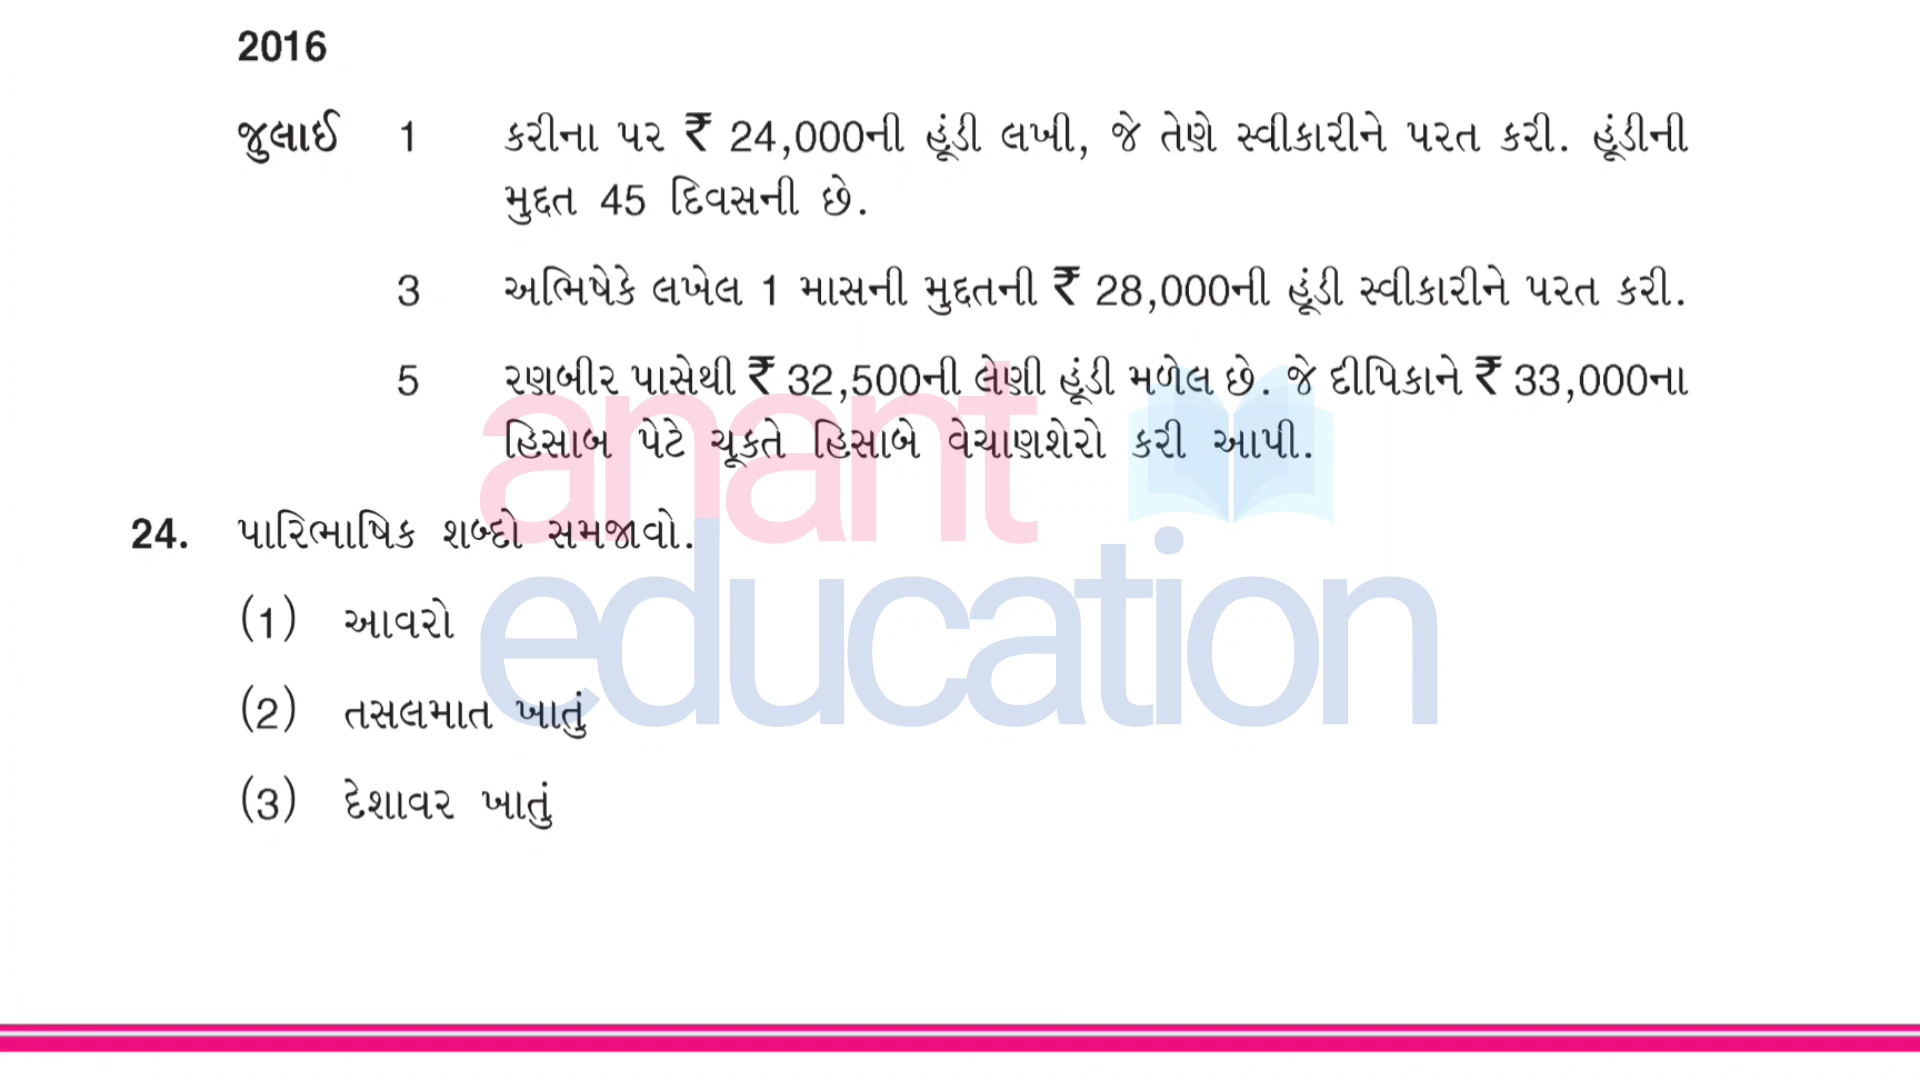 2016
જુલાઈ 1 કરીના પર ₹ 24,000ની હૂંડી લખી, જે તેણે સ્વીકારીને પરત કરી. હૂંડીની
મુદ્દત 45 દિવસની છે.
3 અભિષેકે લખેલ 1 માસની મુદ્દતની ₹ 28,000ની હૂંડી સ્વીકારીને પરત કરી.
5 રણબીર પાસેથી ₹ 32,500ની લેણી હૂંડી મળેલ છે. જે દીપિકાને ₹ 33,000ના
હિસાબ પેટે ચૂકતે હિસાબે વેચાણશેરો કરી આપી.
anant
24. પારિભાષિક શબ્દો સમજાવો.
education
(1) આવરો
(2) તસલમાત ખાતું
(3) દેશાવર ખાતું